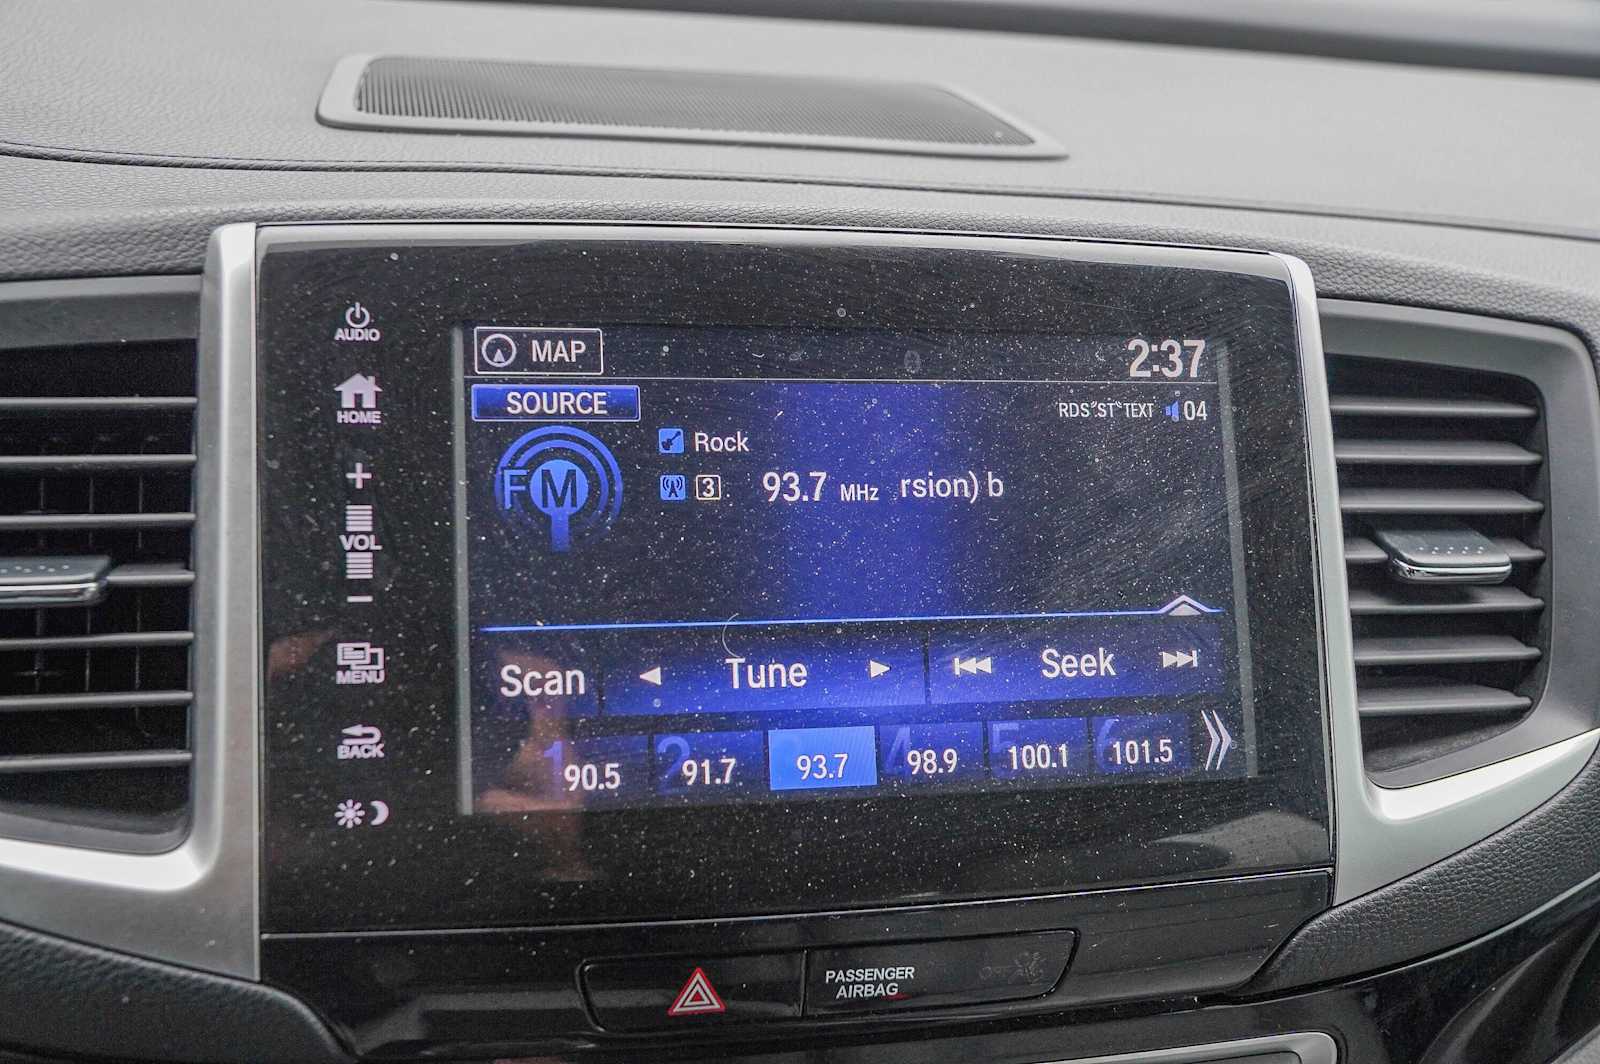 AUDIO
HOME
+
VOL
−
MENU
BACK
MAP
2:37
SOURCE
RDS ST TEXT 04
FM
Rock
3 93.7 MHz rsion) b
Scan Tune Seek
1 90.5 2 91.7 93.7 4 98.9 5 100.1 6 101.5
PASSENGER
AIRBAG
OFF